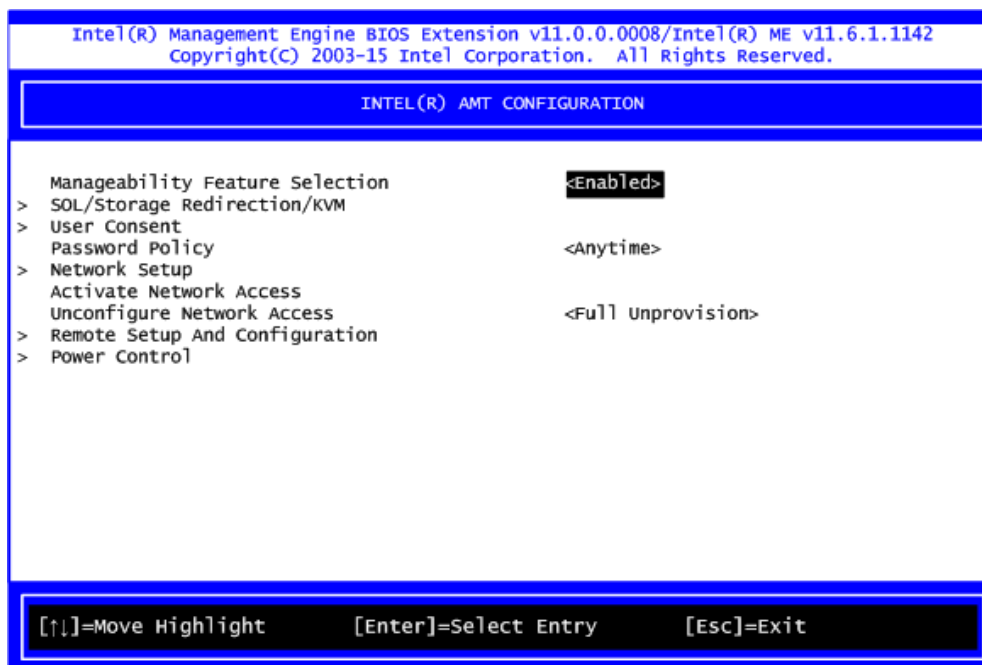 Intel(R) Management Engine BIOS Extension v11.0.0.0008/Intel(R) ME v11.6.1.1142
Copyright(C) 2003-15 Intel Corporation. All Rights Reserved.
INTEL(R) AMT CONFIGURATION
Manageability Feature Selection <Enabled>
> SOL/Storage Redirection/KVM
> User Consent
Password Policy <Anytime>
> Network Setup
Activate Network Access
Unconfigure Network Access <Full Unprovision>
> Remote Setup And Configuration
> Power Control
[↑↓]=Move Highlight [Enter]=Select Entry [Esc]=Exit